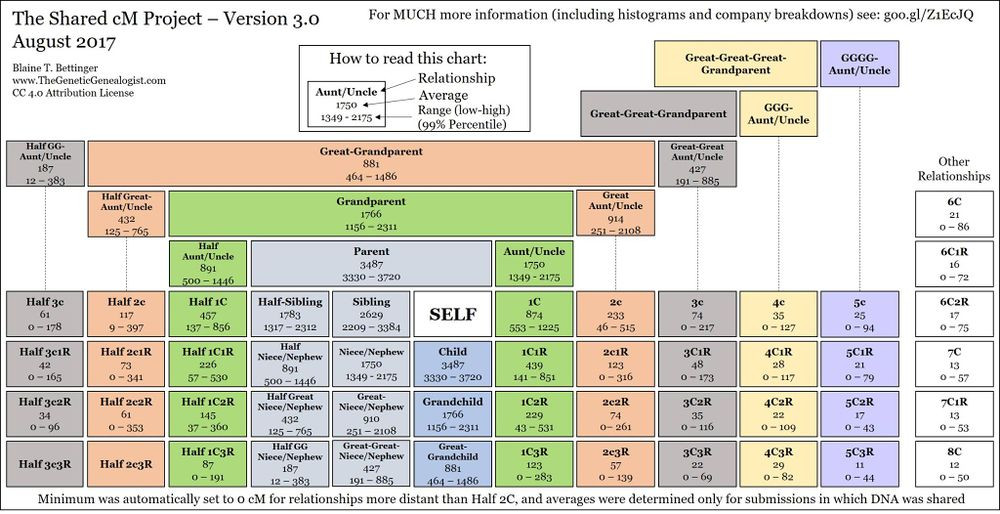 The Shared cM Project – Version 3.0
August 2017
For MUCH more information (including histograms and company breakdowns) see: goo.gl/Z1EcJQ
Blaine T. Bettinger
www.TheGeneticGenealogist.com
CC 4.0 Attribution License
How to read this chart:
Aunt/Uncle
1750
1349 - 2175
Relationship
Average
Range (low-high)
(99% Percentile)
Great-Great-Great-
Grandparent
GGGG-
Aunt/Uncle
Great-Great-Grandparent
GGG-
Aunt/Uncle
Half GG-
Aunt/Uncle
187
12 – 383
Great-Grandparent
881
464 – 1486
Great-Great
Aunt/Uncle
427
191 – 885
Other
Relationships
Half Great-
Aunt/Uncle
432
125 – 765
Grandparent
1766
1156 – 2311
Great
Aunt/Uncle
914
251 – 2108
6C
21
0 – 86
Half
Aunt/Uncle
891
500 – 1446
Parent
3487
3330 – 3720
Aunt/Uncle
1750
1349 - 2175
6C1R
16
0 – 72
Half 3c
61
0 – 178
Half 2c
117
9 – 397
Half 1C
457
137 – 856
Half-Sibling
1783
1317 – 2312
Sibling
2629
2209 – 3384
SELF
1C
874
553 – 1225
2c
233
46 – 515
3c
74
0 – 217
4c
35
0 – 127
5c
25
0 – 94
6C2R
17
0 – 75
Half 3c1R
42
0 – 165
Half 2c1R
73
0 – 341
Half 1C1R
226
57 – 530
Half
Niece/Nephew
891
500 – 1446
Niece/Nephew
1750
1349 - 2175
Child
3487
3330 – 3720
1C1R
439
141 – 851
2c1R
123
0 – 316
3C1R
48
0 – 173
4C1R
28
0 – 117
5C1R
21
0 – 79
7C
13
0 – 57
Half 3c2R
34
0 – 96
Half 2c2R
61
0 – 353
Half 1C2R
145
37 – 360
Half Great
Niece/Nephew
432
125 – 765
Great-
Niece/Nephew
910
251 – 2108
Grandchild
1766
1156 – 2311
1C2R
229
43 – 531
2c2R
74
0 – 261
3C2R
35
0 – 116
4C2R
22
0 – 109
5C2R
17
0 – 43
7C1R
13
0 – 53
Half 3c3R
Half 2c3R
Half 1C3R
87
0 – 191
Half GG
Niece/Nephew
187
12 – 383
Great-Great-
Niece/Nephew
427
191 – 885
Great-
Grandchild
881
464 – 1486
1C3R
123
0 – 283
2c3R
57
0 – 139
3C3R
22
0 – 69
4C3R
29
0 – 82
5C3R
11
0 – 44
8C
12
0 – 50
Minimum was automatically set to 0 cM for relationships more distant than Half 2C, and averages were determined only for submissions in which DNA was shared